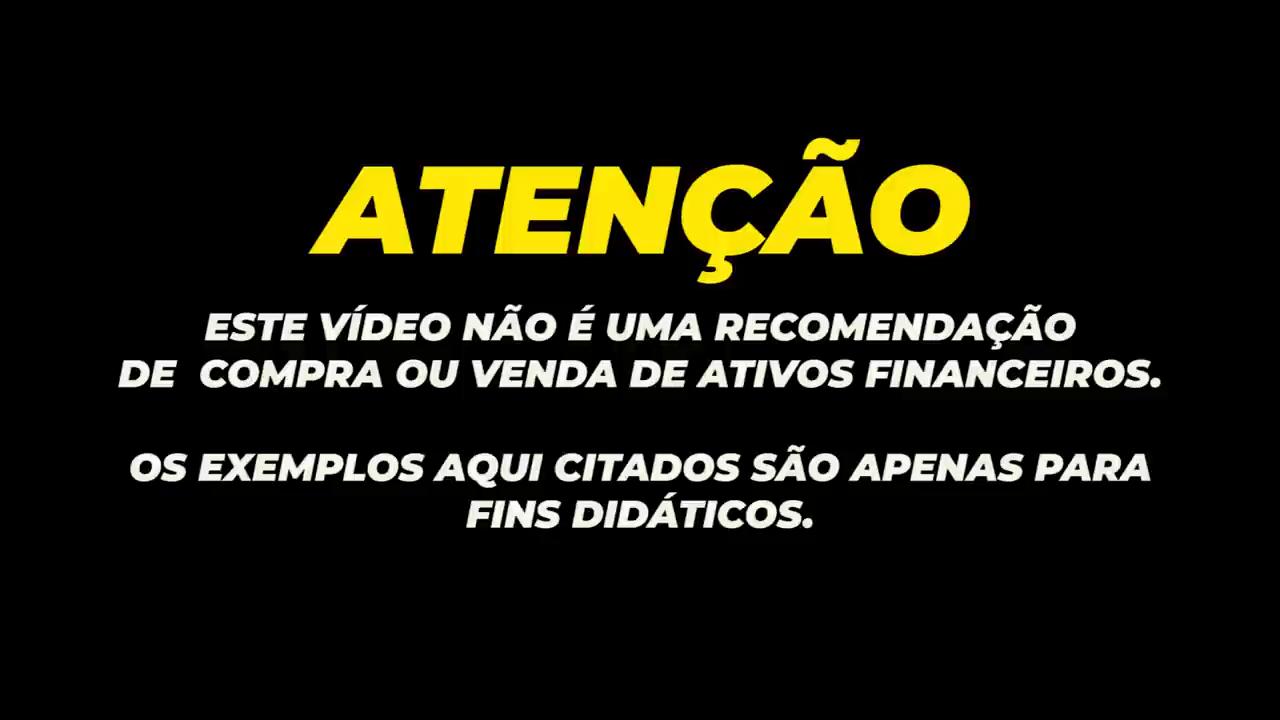 ATENÇÃO
ESTE VÍDEO NÃO É UMA RECOMENDAÇÃO
DE  COMPRA OU VENDA DE ATIVOS FINANCEIROS.
OS EXEMPLOS AQUI CITADOS SÃO APENAS PARA
FINS DIDÁTICOS.